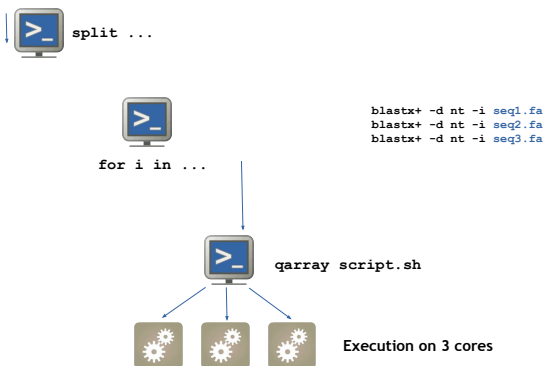 split ...
blastx+ -d nt -i seq1.fa
blastx+ -d nt -i seq2.fa
blastx+ -d nt -i seq3.fa
for i in ...
qarray script.sh
Execution on 3 cores